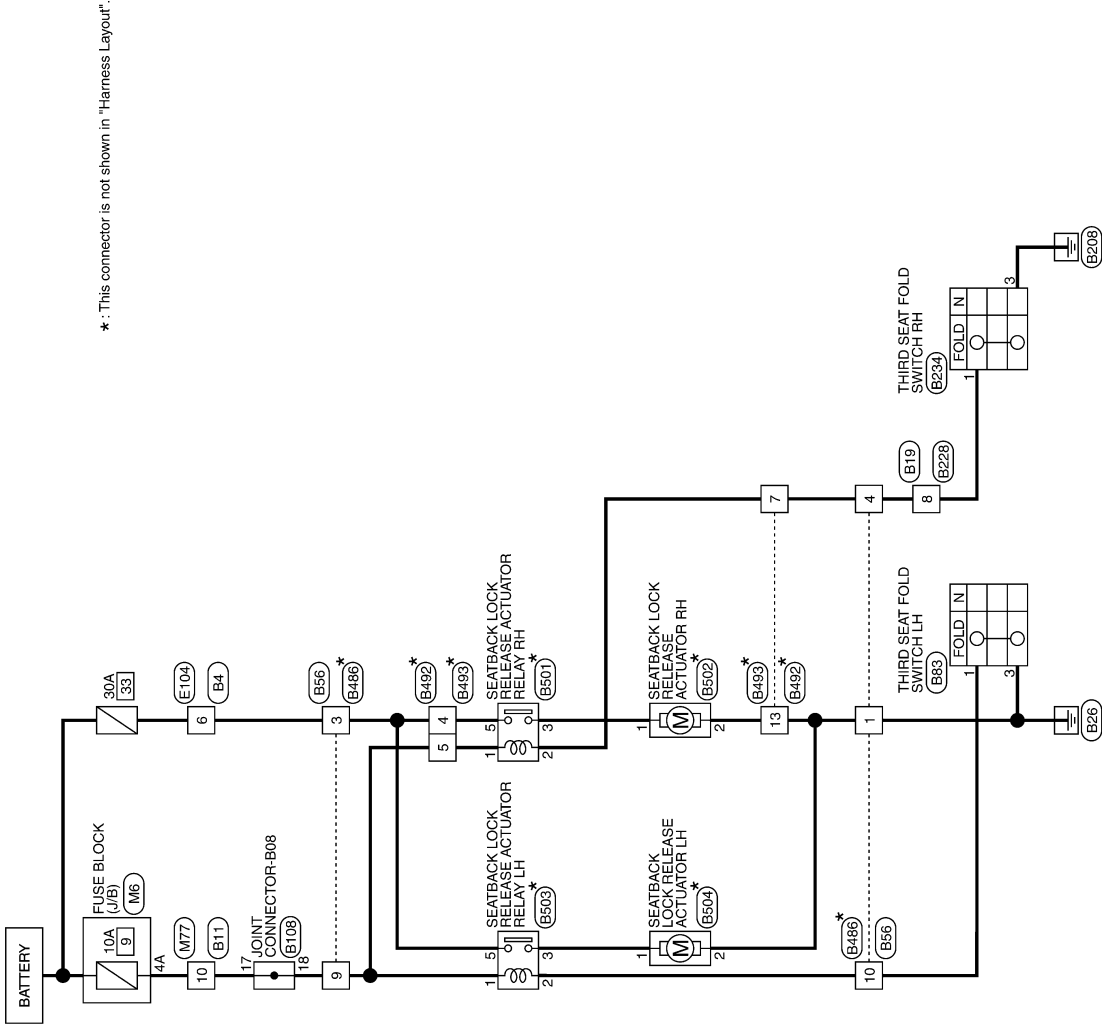 * : This connector is not shown in "Harness Layout".
BATTERY
FUSE BLOCK
(J/B)
M6
10A
9
4A
30A
33
10
M77
B11
6
E104
B4
JOINT
CONNECTOR-B08
B108
17
18
9
3
B56
B486
*
5
4
B492
*
B493
*
SEATBACK LOCK
RELEASE ACTUATOR
RELAY LH
B503
*
1
5
2
3
SEATBACK LOCK
RELEASE ACTUATOR
RELAY RH
B501
*
1
5
2
3
SEATBACK
LOCK RELEASE
ACTUATOR LH
B504
*
1
M
2
SEATBACK LOCK
RELEASE
ACTUATOR RH
B502
*
1
M
2
13
B493
*
B492
*
7
10
B486
*
B56
1
4
8
B19
B228
THIRD SEAT FOLD
SWITCH LH
B83
FOLD
N
1
3
B26
THIRD SEAT FOLD
SWITCH RH
B234
FOLD
N
1
3
B208